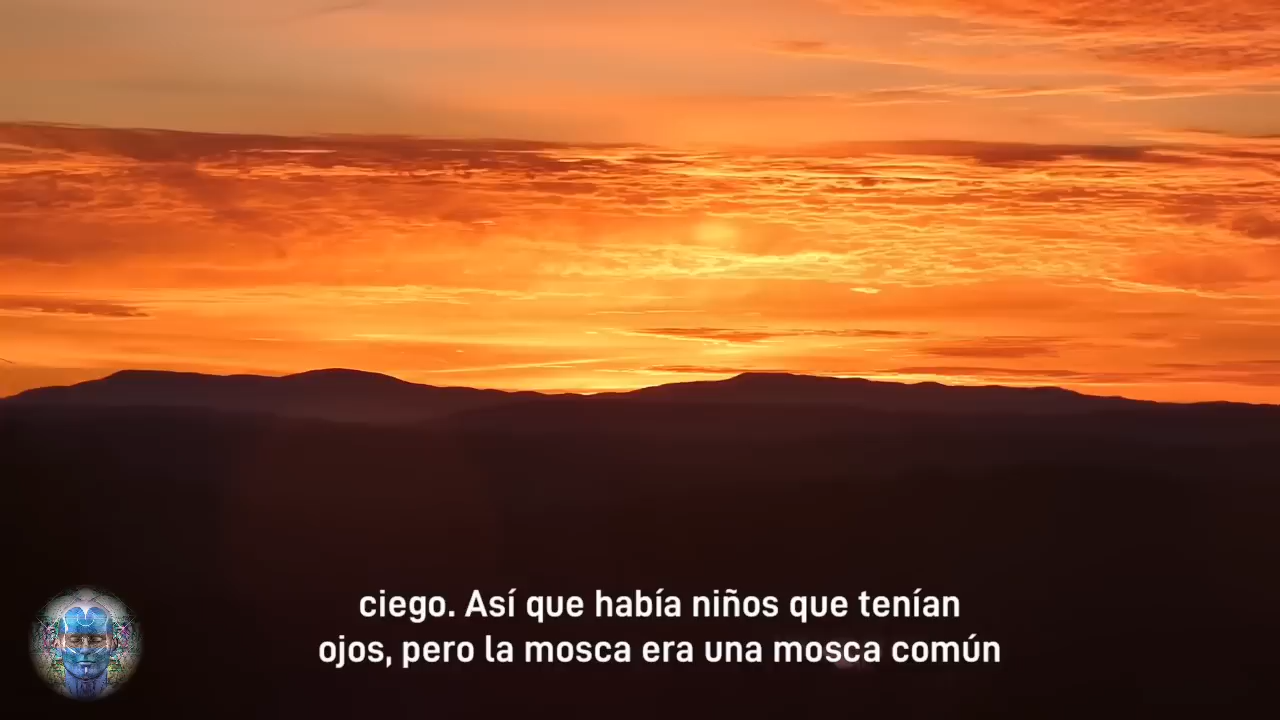 ciego. Así que había niños que tenían
ojos, pero la mosca era una mosca común